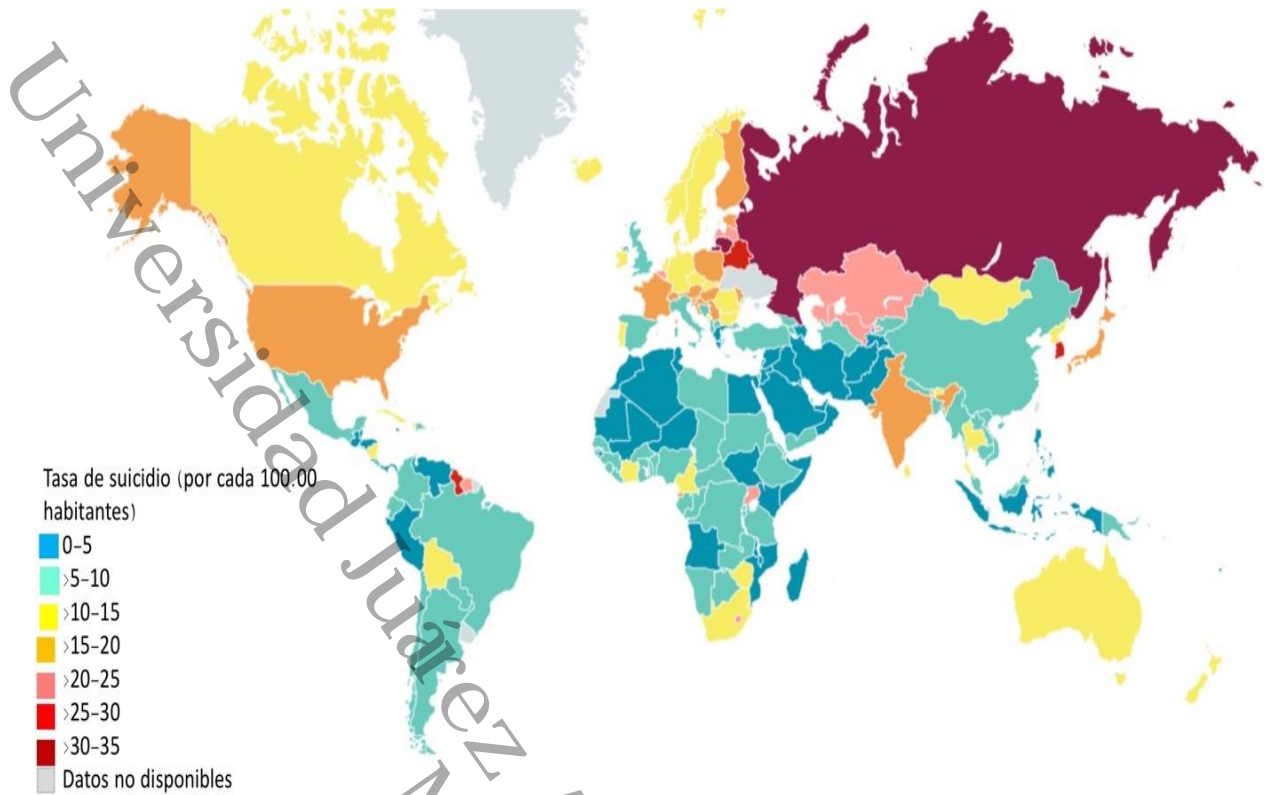 Universidad Juárez
Tasa de suicidio (por cada 100.00
habitantes)
0–5
>5–10
>10–15
>15–20
>20–25
>25–30
>30–35
Datos no disponibles